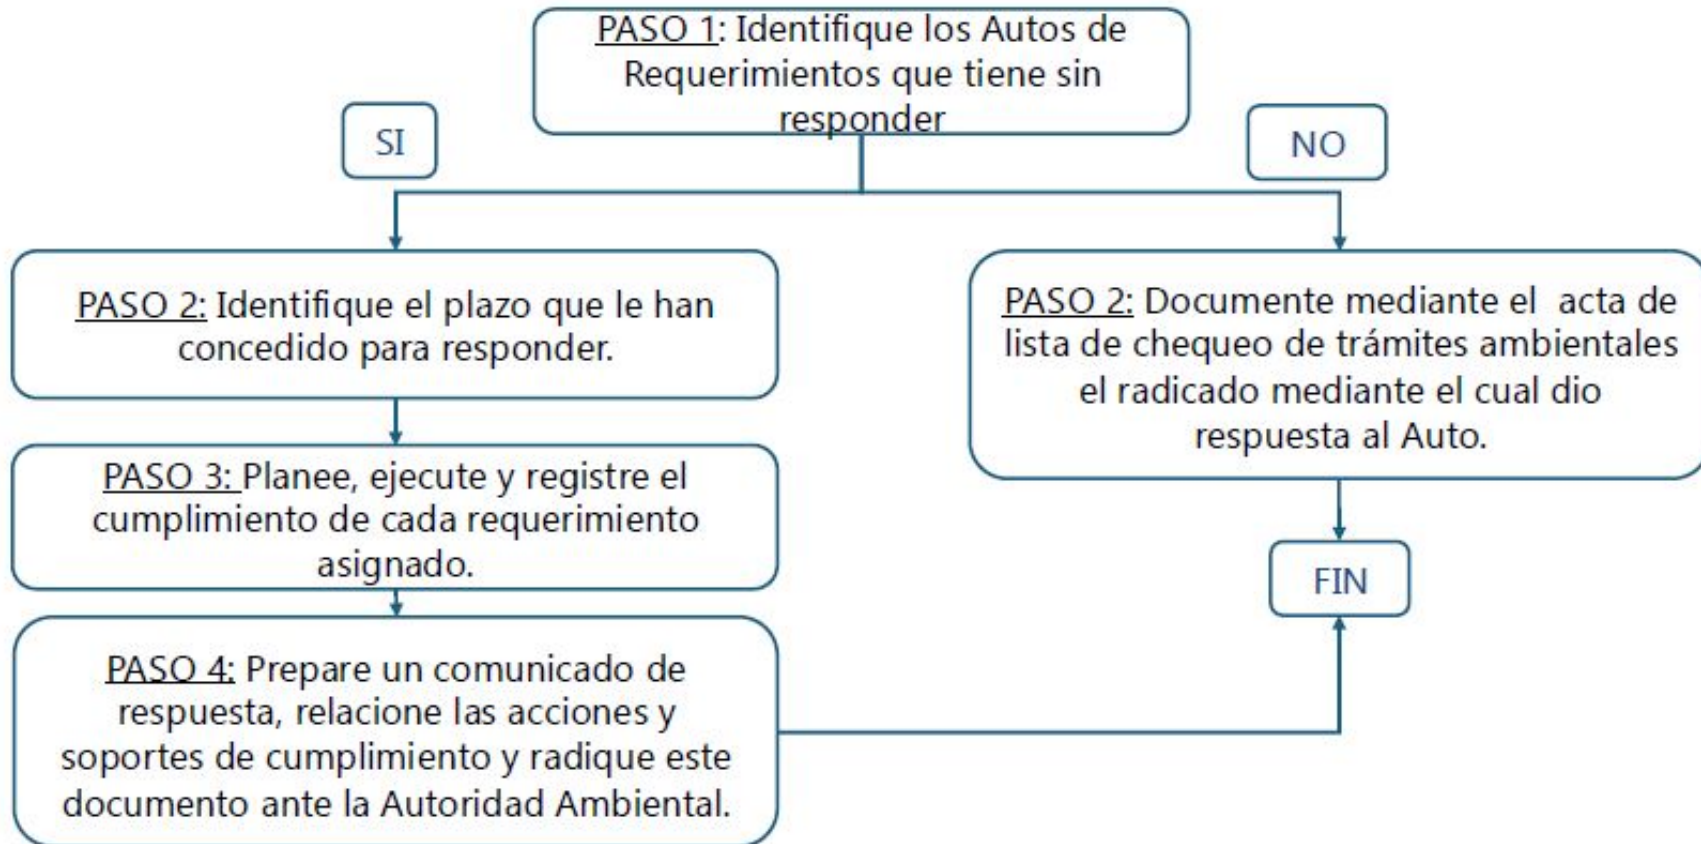 PASO 1: Identifique los Autos de
Requerimientos que tiene sin
responder
SI
NO
PASO 2: Identifique el plazo que le han
concedido para responder.
PASO 2: Documente mediante el acta de
lista de chequeo de trámites ambientales
el radicado mediante el cual dio
respuesta al Auto.
PASO 3: Planee, ejecute y registre el
cumplimiento de cada requerimiento
asignado.
FIN
PASO 4: Prepare un comunicado de
respuesta, relacione las acciones y
soportes de cumplimiento y radique este
documento ante la Autoridad Ambiental.